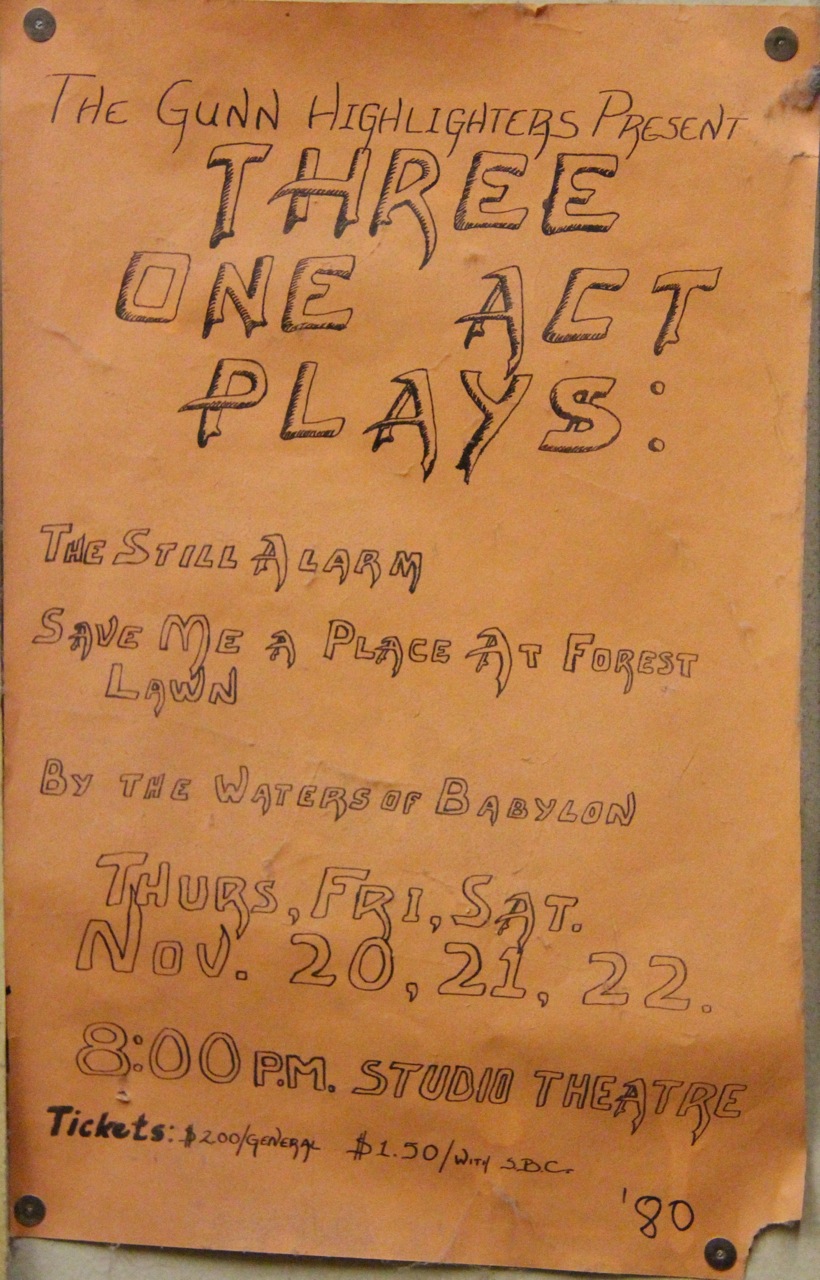 THE GUNN HIGHLIGHTERS PRESENT
THREE
ONE ACT
PLAYS:
THE STILL ALARM
SAVE ME A PLACE AT FOREST
LAWN
BY THE WATERS OF BABYLON
THURS, FRI, SAT.
NOV. 20, 21, 22.
8:00 P.M. STUDIO THEATRE
Tickets: $200/GENERAL $1.50/WITH S.B.C.
'80